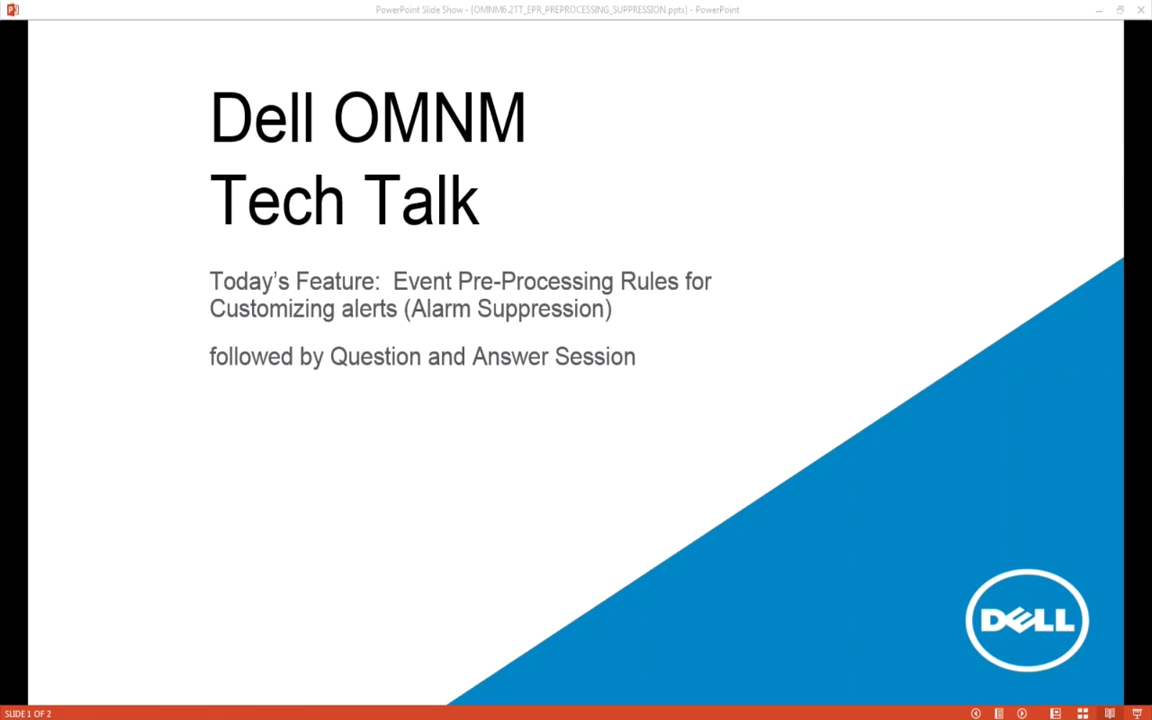 PowerPoint Slide Show - [OMNM6.2TT_EPR_PREPROCESSING_SUPPRESSION.pptx] - PowerPoint
Dell OMNM
Tech Talk
Today's Feature:  Event Pre-Processing Rules for
Customizing alerts (Alarm Suppression)
followed by Question and Answer Session
DELL
SLIDE 1 OF 2